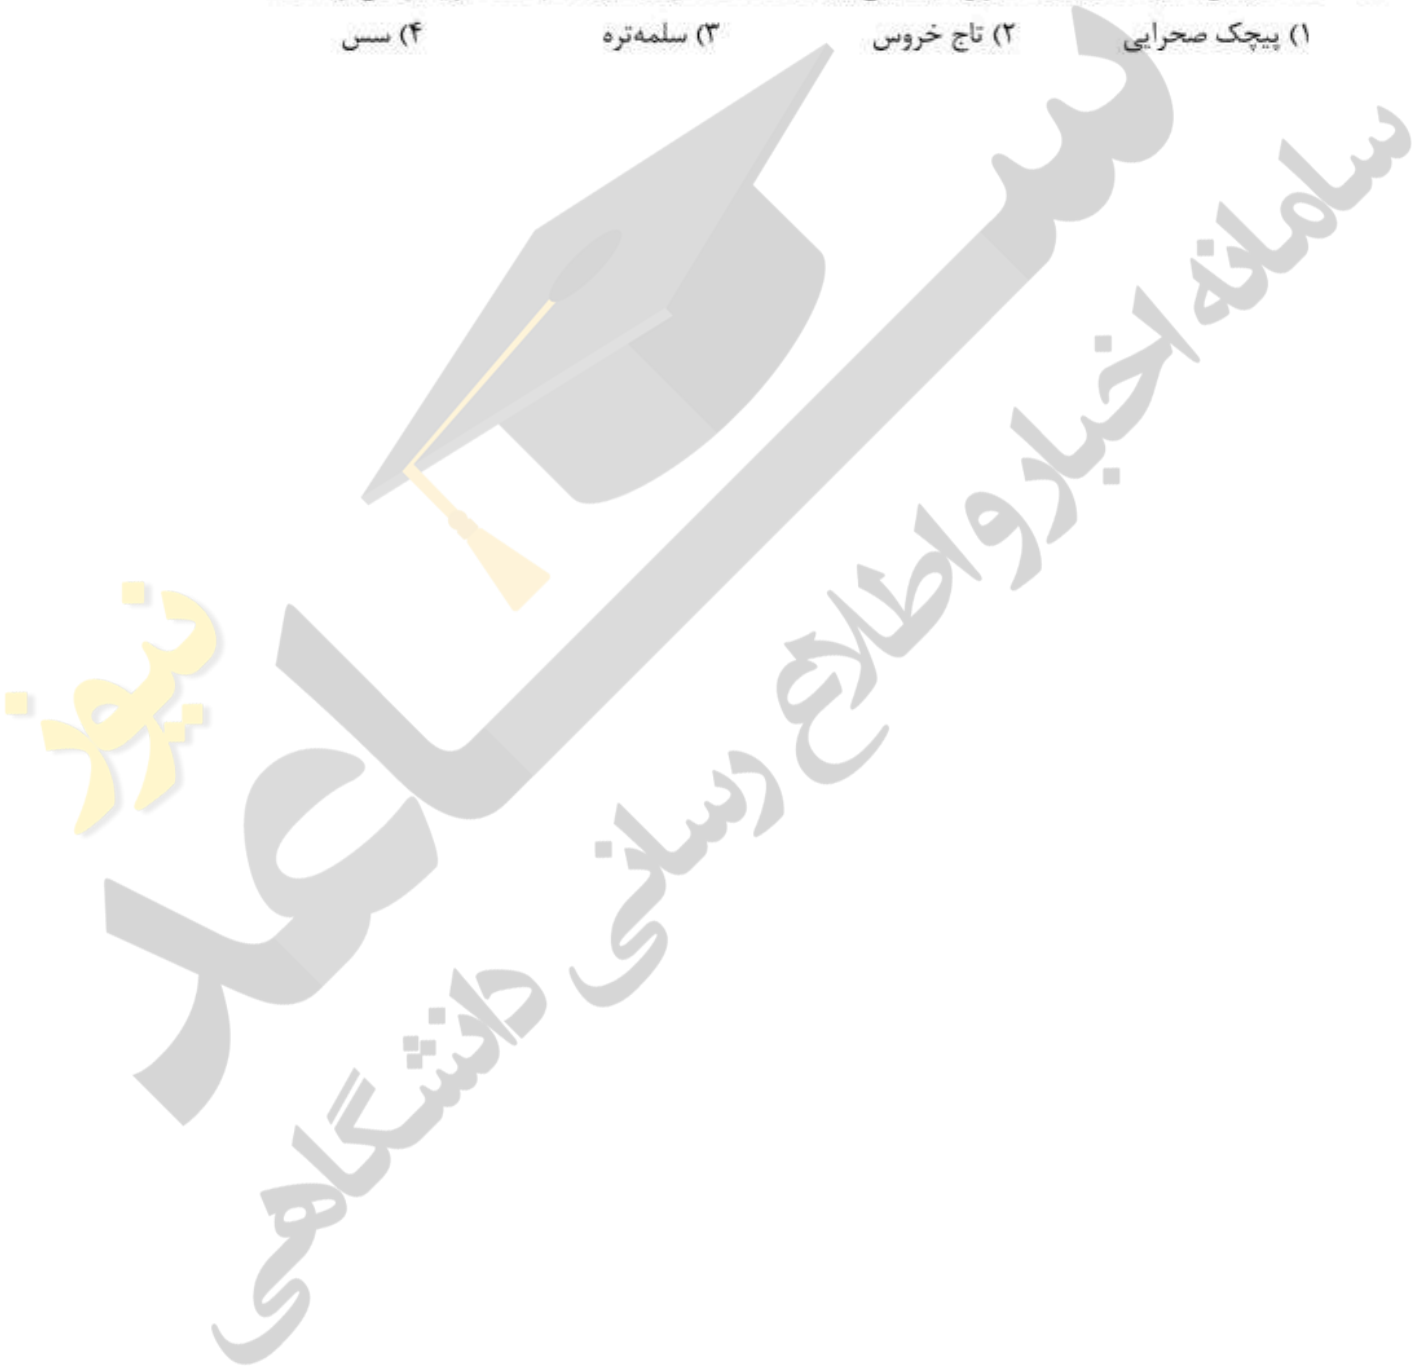 ۱) پیچک صحرایی ۲) تاج خروس ۳) سلمه‌تره ۴) سس
ساعد
نیوز
سامانه اخبار و اطلاع رسانی دانشگاهی